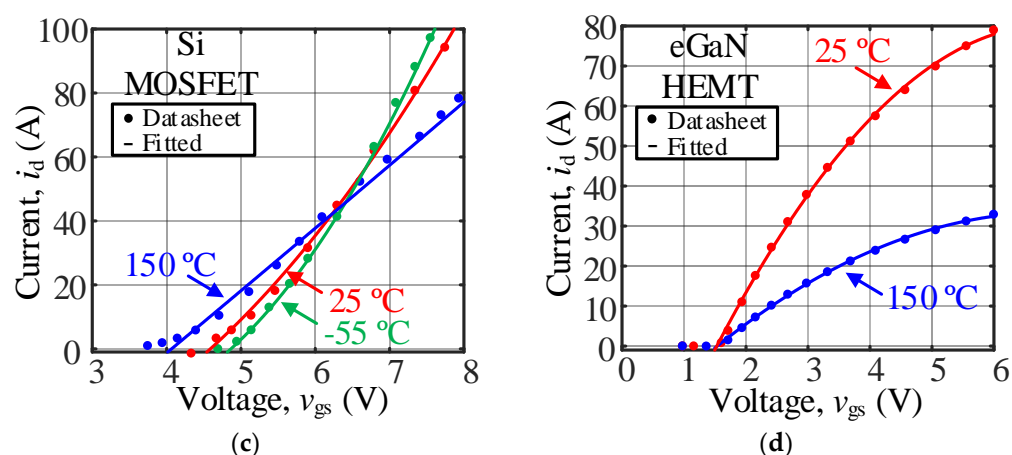 Si
MOSFET
• Datasheet
– Fitted
150 ºC
25 ºC
-55 ºC
Current, id (A)
100
80
60
40
20
0
3 4 5 6 7 8
Voltage, vgs (V)
(c)
eGaN
HEMT
• Datasheet
– Fitted
25 ºC
150 ºC
Current, id (A)
80
70
60
50
40
30
20
10
0
0 1 2 3 4 5 6
Voltage, vgs (V)
(d)